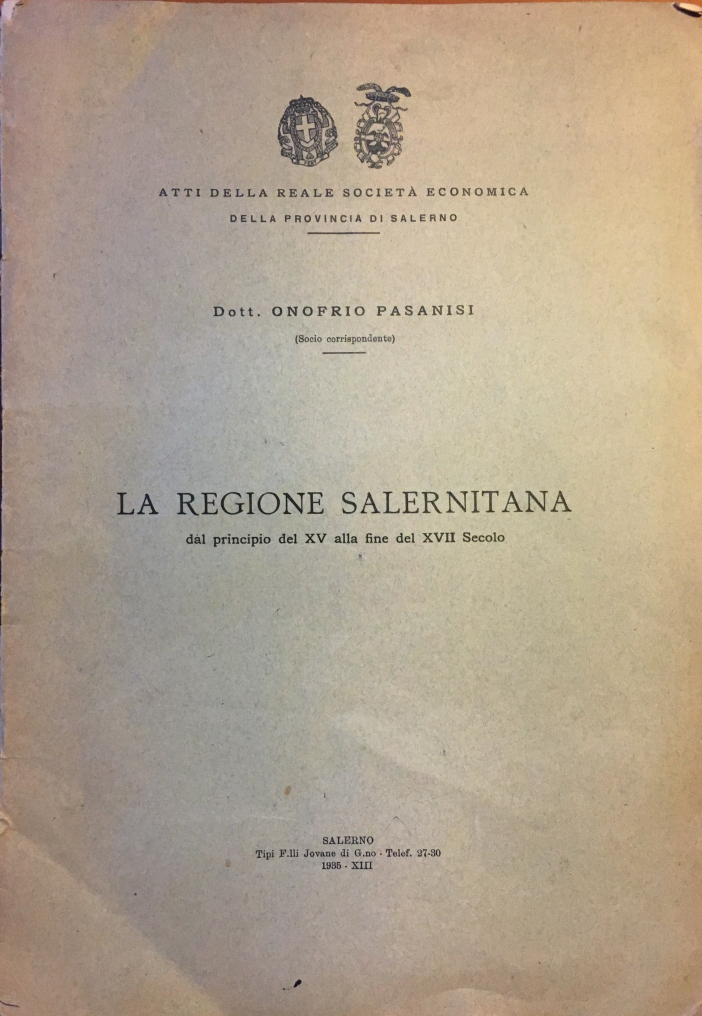 ATTI DELLA REALE SOCIETÀ ECONOMICA
DELLA PROVINCIA DI SALERNO
Dott. ONOFRIO PASANISI
(Socio corrispondente)
LA REGIONE SALERNITANA
dal principio del XV alla fine del XVII Secolo
SALERNO
Tipi F.lli Jovane di G.no - Telef. 27-30
1935 - XIII